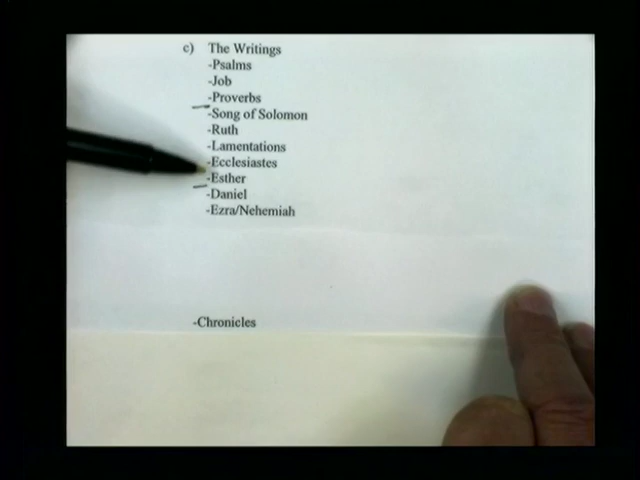 c) The Writings
-Psalms
-Job
-Proverbs
-Song of Solomon
-Ruth
-Lamentations
-Ecclesiastes
-Esther
-Daniel
-Ezra/Nehemiah
-Chronicles